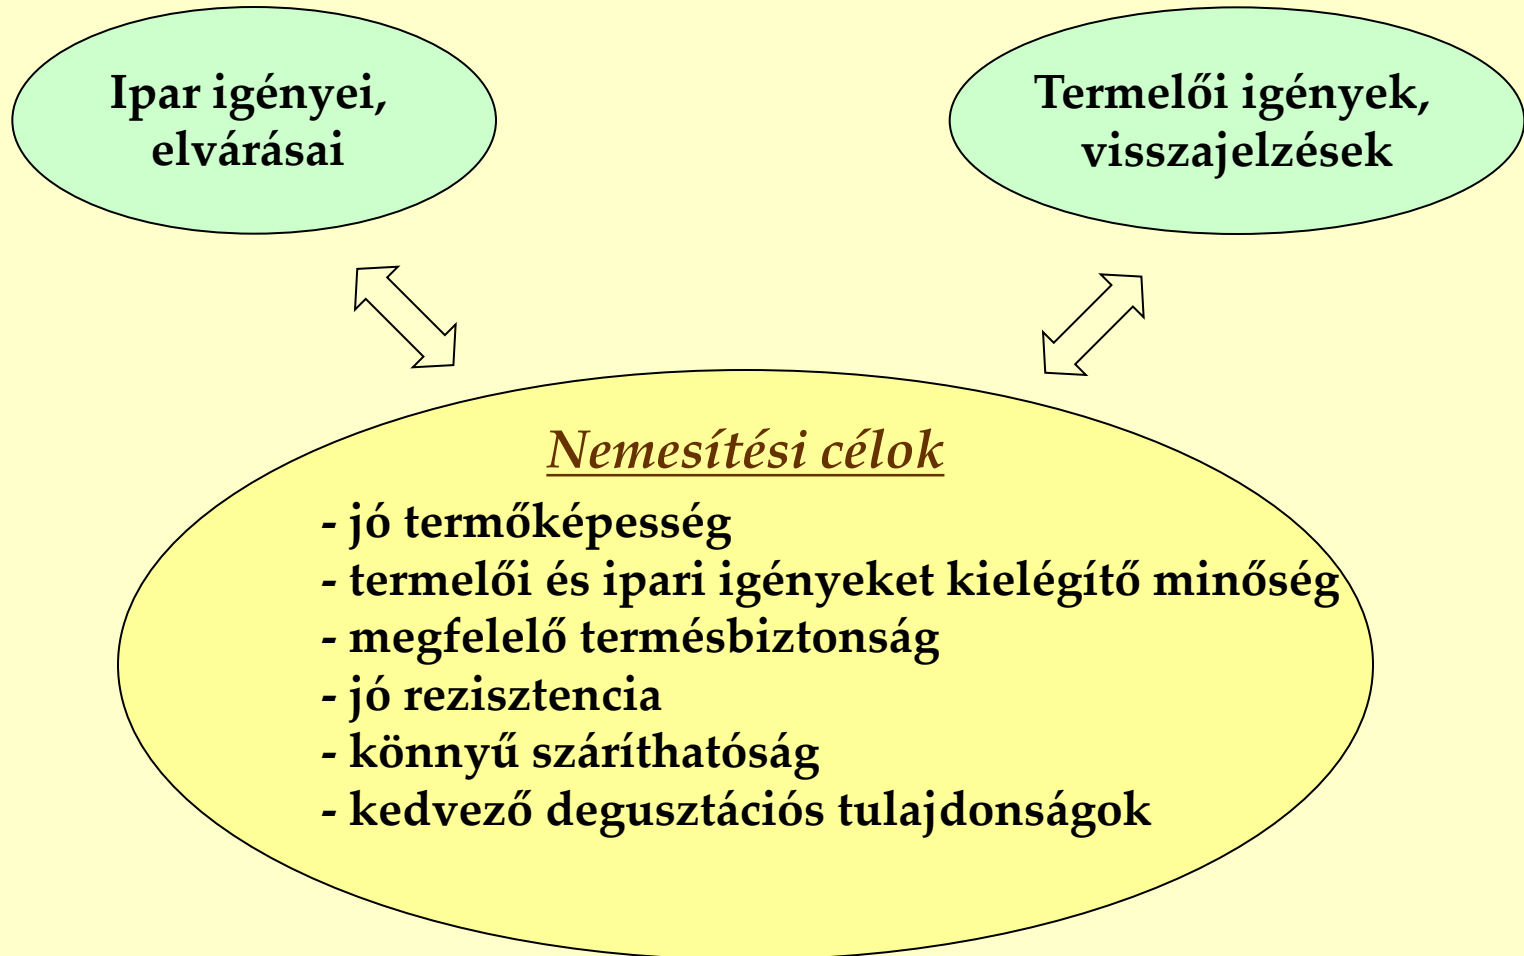 Ipar igényei,
elvárásai
Termelői igények,
visszajelzések
Nemesítési célok
- jó termőképesség
- termelői és ipari igényeket kielégítő minőség
- megfelelő termésbiztonság
- jó rezisztencia
- könnyű száríthatóság
- kedvező degusztációs tulajdonságok